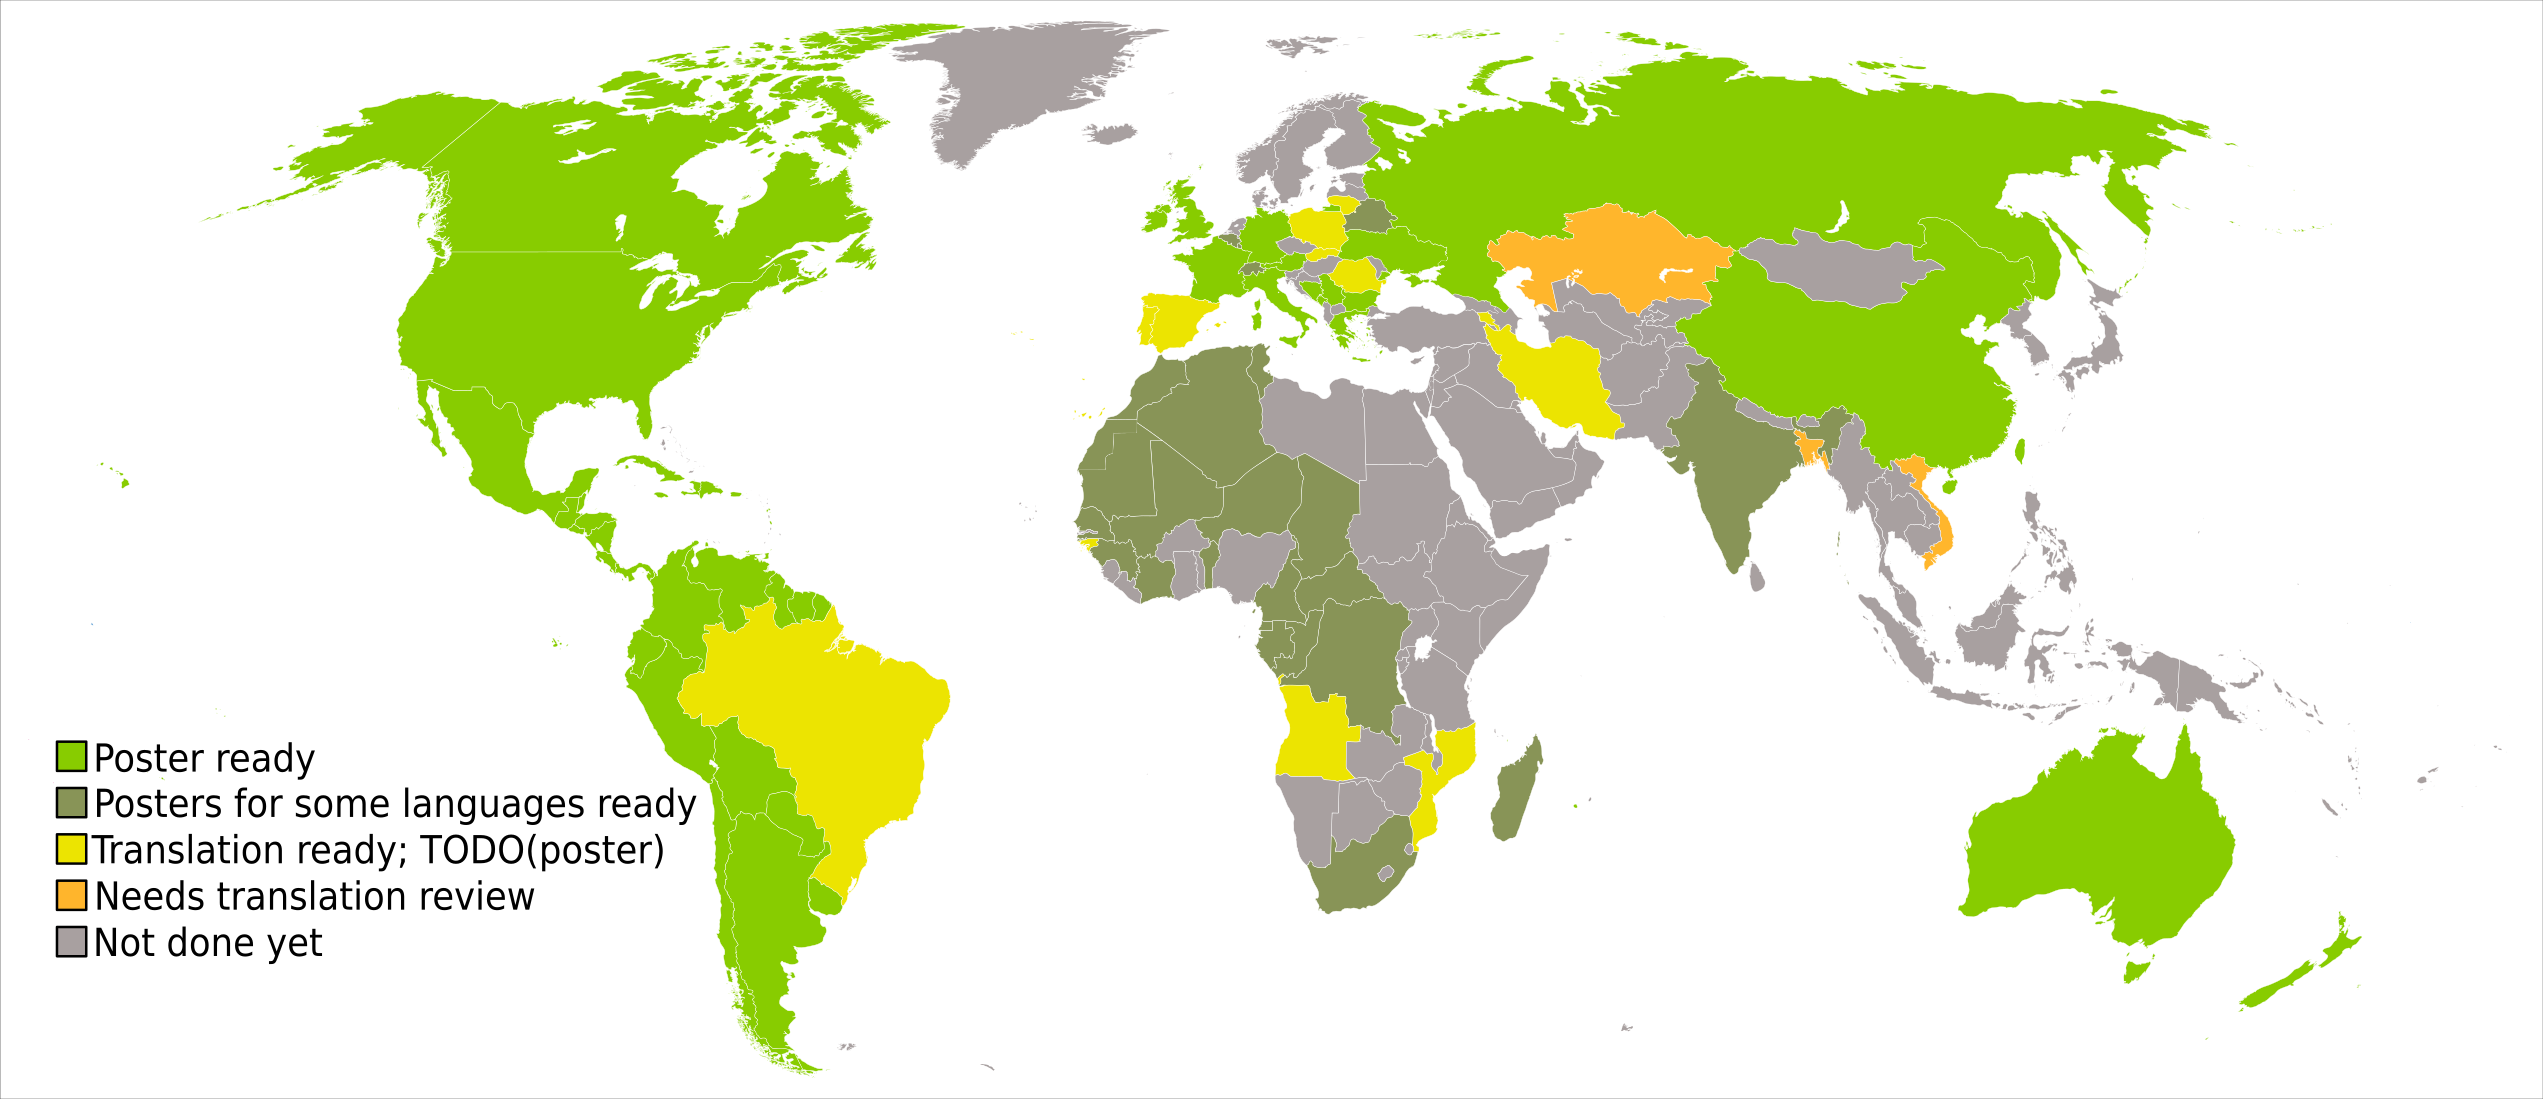 Poster ready
Posters for some languages ready
Translation ready; TODO(poster)
Needs translation review
Not done yet